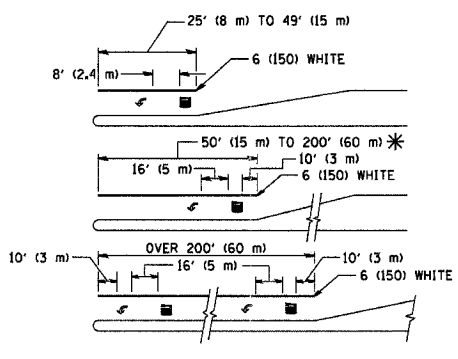 25' (8 m) TO 49' (15 m)
8' (2.4 m)
6 (150) WHITE
50' (15 m) TO 200' (60 m) *
16' (5 m)
10' (3 m)
6 (150) WHITE
OVER 200' (60 m)
10' (3 m)
16' (5 m)
10' (3 m)
6 (150) WHITE